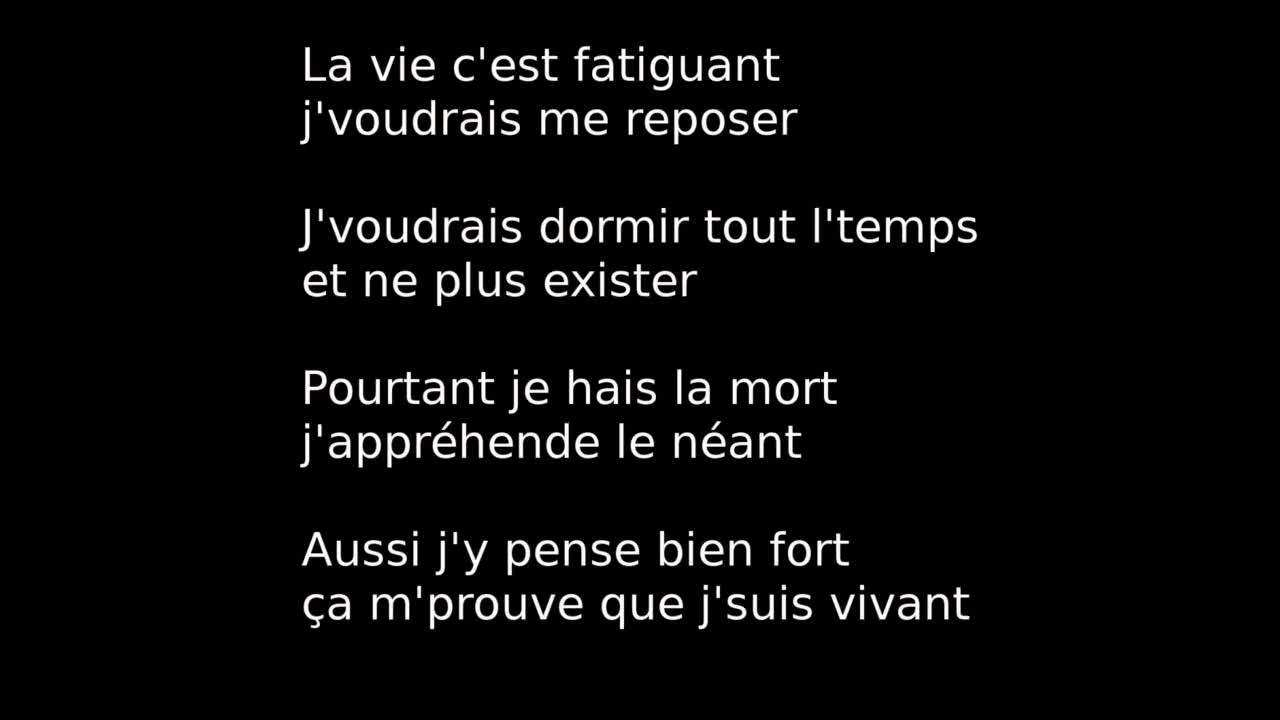 La vie c'est fatiguant
j'voudrais me reposer
J'voudrais dormir tout l'temps
et ne plus exister
Pourtant je hais la mort
j'appréhende le néant
Aussi j'y pense bien fort
ça m'prouve que j'suis vivant